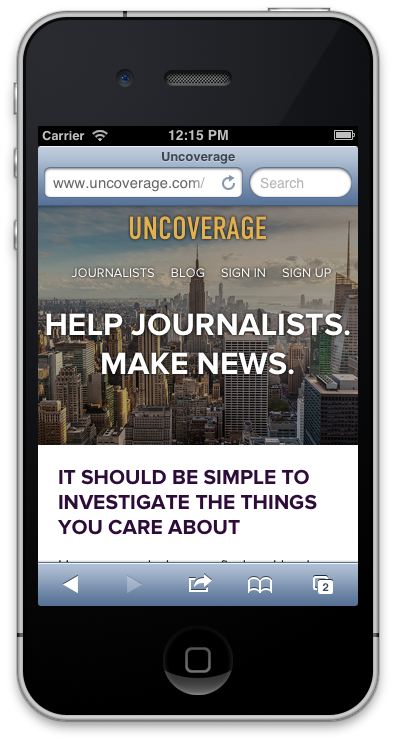 Carrier 12:15 PM
Uncoverage
www.uncoverage.com/ Search
UNCOVERAGE
JOURNALISTS BLOG SIGN IN SIGN UP
HELP JOURNALISTS.
MAKE NEWS.
IT SHOULD BE SIMPLE TO
INVESTIGATE THE THINGS
YOU CARE ABOUT
2